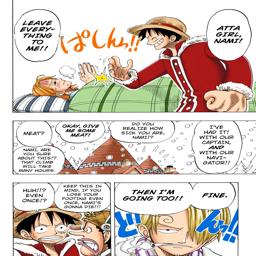 ATTA
GIRL,
NAMI!
LEAVE
EVERY-
THING
TO ME!!
ぱしんっ!!
I'VE
HAD IT!
WITH OUR
CAPTAIN,
AND
WITH OUR
NAVI-
GATOR!!
DO YOU
REALIZE HOW
SICK YOU ARE,
NAMI!?
OKAY, GIVE
ME SOME
MEAT!
MEAT?
NAMI, ARE
YOU SURE
ABOUT THIS!?
THAT CLIMB
WILL TAKE
MANY HOURS.
FINE.
THEN I'M
GOING TOO!!
KEEP THIS IN
MIND. IF YOU
LOSE YOUR
FOOTING EVEN
ONCE, NAMI'S
GONNA DIE!!!
HUH!?
EVEN
ONCE!?